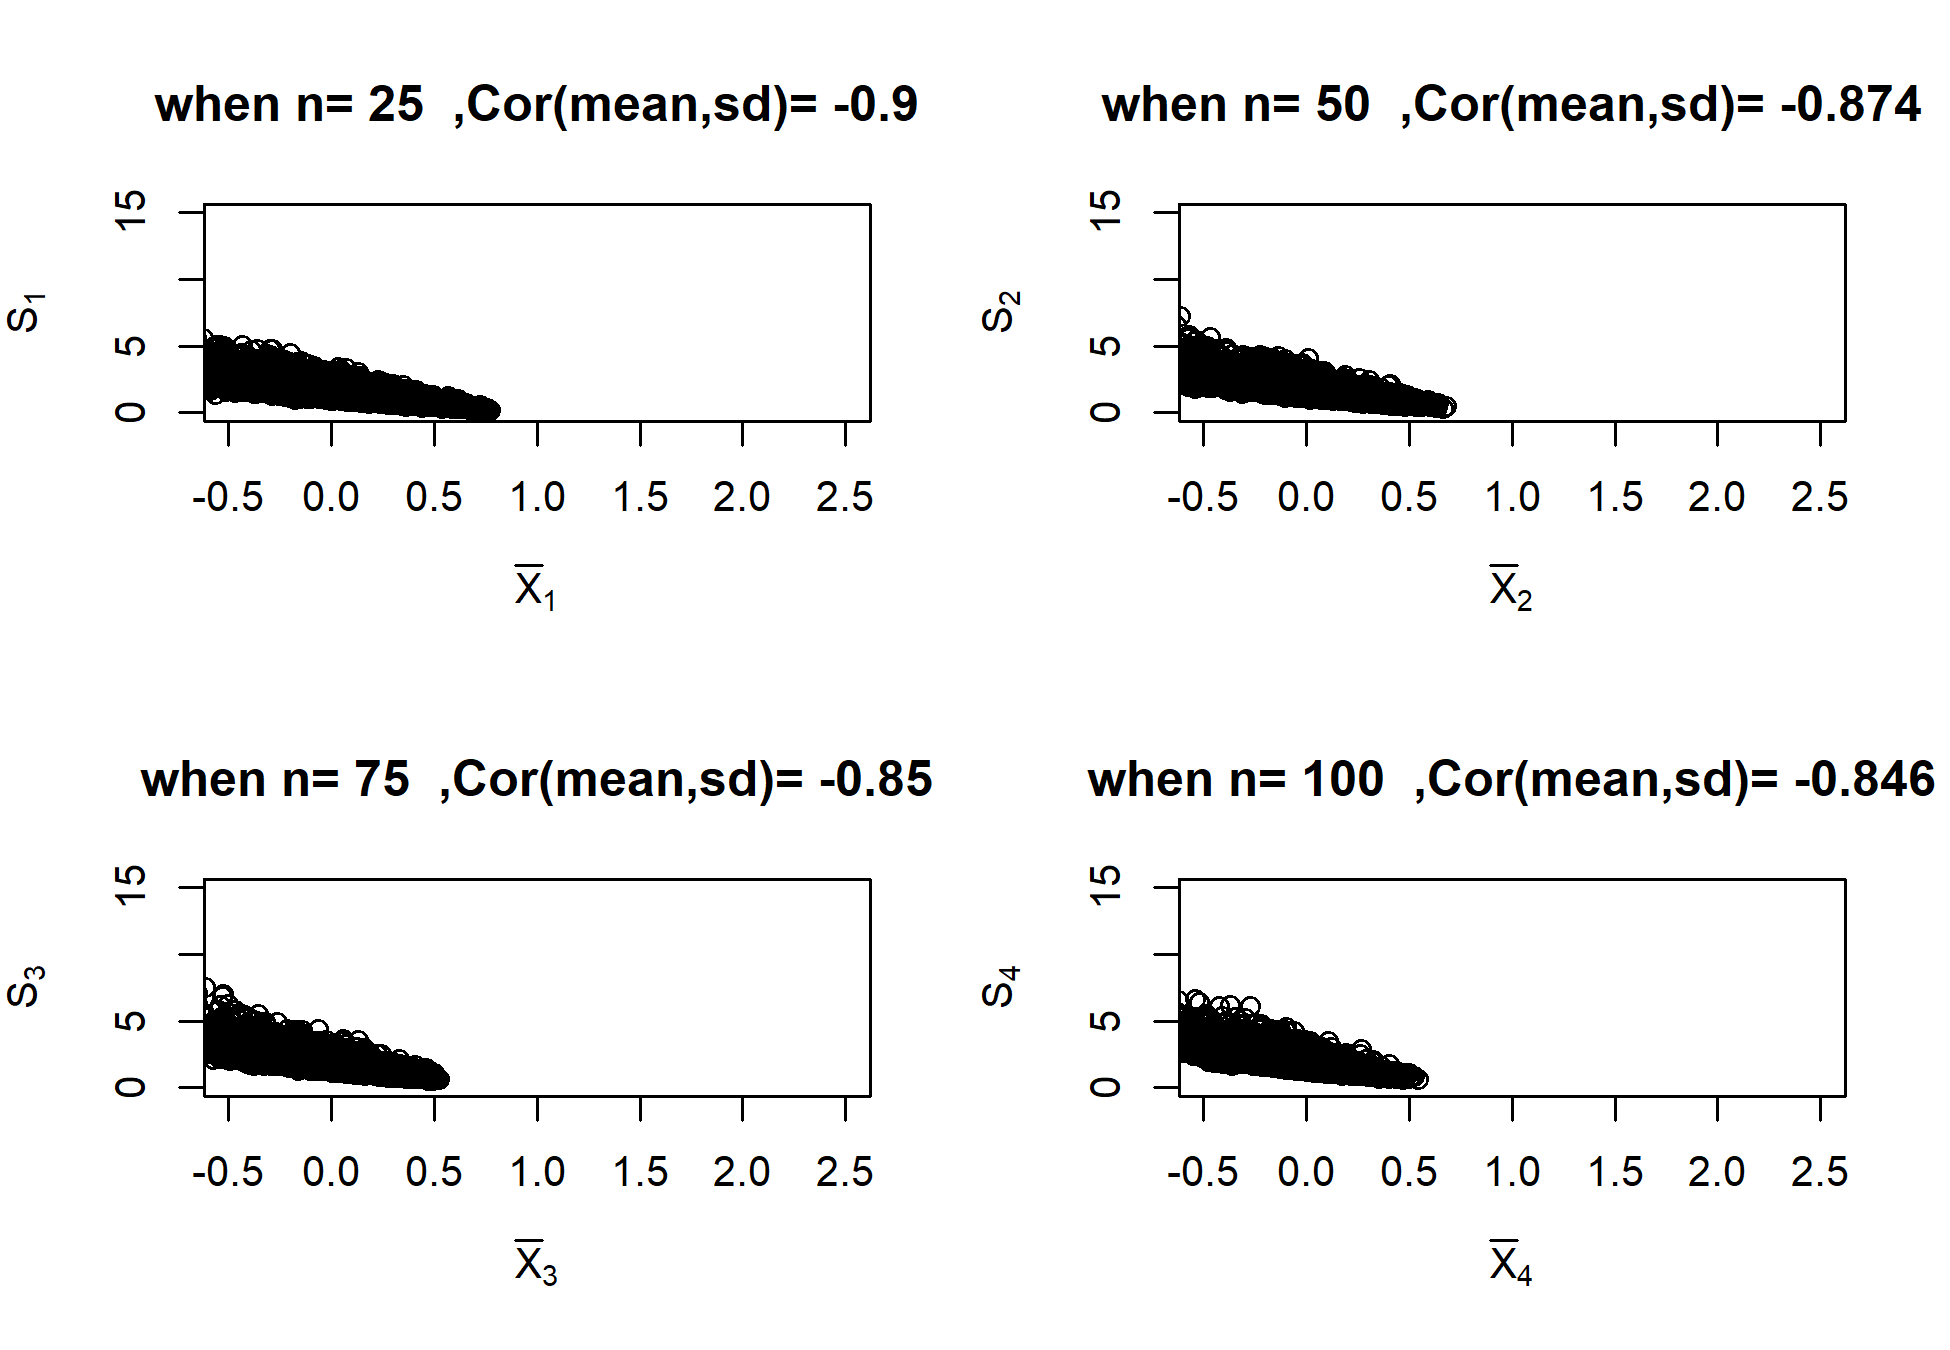 when n= 25  ,Cor(mean,sd)= -0.9
15
5
0
S1
-0.5 0.0 0.5 1.0 1.5 2.0 2.5
X̅1
when n= 50  ,Cor(mean,sd)= -0.874
15
5
0
S2
-0.5 0.0 0.5 1.0 1.5 2.0 2.5
X̅2
when n= 75  ,Cor(mean,sd)= -0.85
15
5
0
S3
-0.5 0.0 0.5 1.0 1.5 2.0 2.5
X̅3
when n= 100  ,Cor(mean,sd)= -0.846
15
5
0
S4
-0.5 0.0 0.5 1.0 1.5 2.0 2.5
X̅4